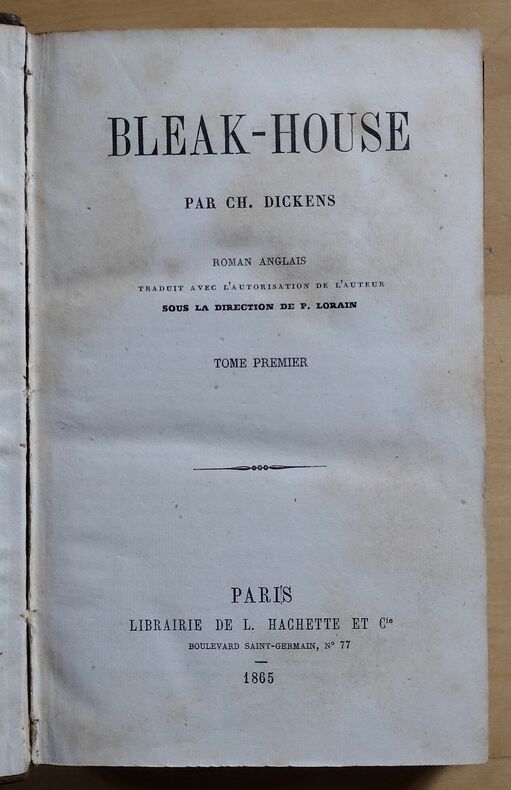 BLEAK-HOUSE
PAR CH. DICKENS
ROMAN ANGLAIS
TRADUIT AVEC L'AUTORISATION DE L'AUTEUR
SOUS LA DIRECTION DE P. LORAIN
TOME PREMIER
PARIS
LIBRAIRIE DE L. HACHETTE ET Cie
BOULEVARD SAINT-GERMAIN, N° 77
1865